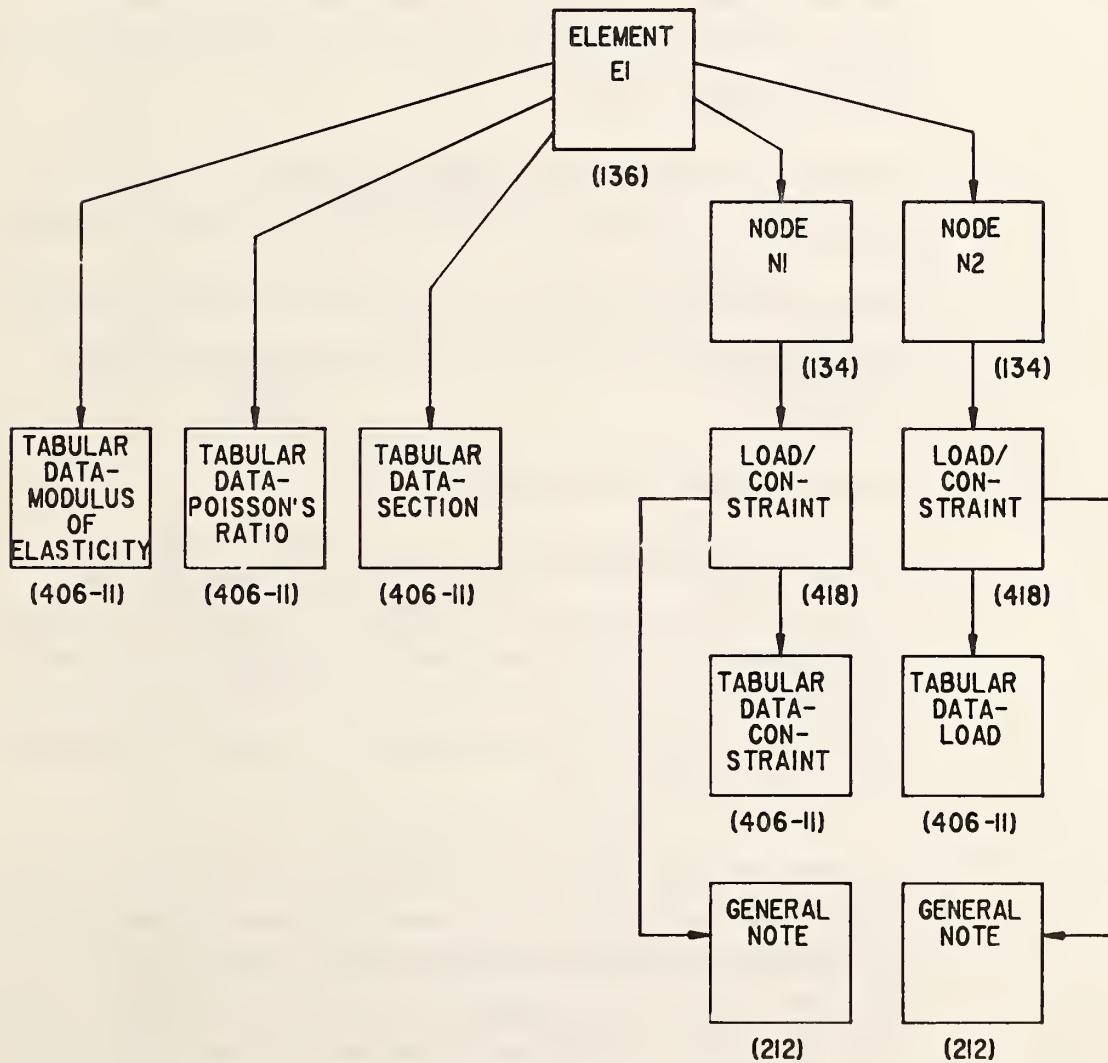 ELEMENT
E1
(136)
NODE
N1
(134)
NODE
N2
(134)
TABULAR
DATA-
MODULUS
OF
ELASTICITY
(406-11)
TABULAR
DATA-
POISSON'S
RATIO
(406-11)
TABULAR
DATA-
SECTION
(406-11)
LOAD/
CON-
STRAINT
(418)
LOAD/
CON-
STRAINT
(418)
TABULAR
DATA-
CON-
STRAINT
(406-11)
TABULAR
DATA-
LOAD
(406-11)
GENERAL
NOTE
(212)
GENERAL
NOTE
(212)